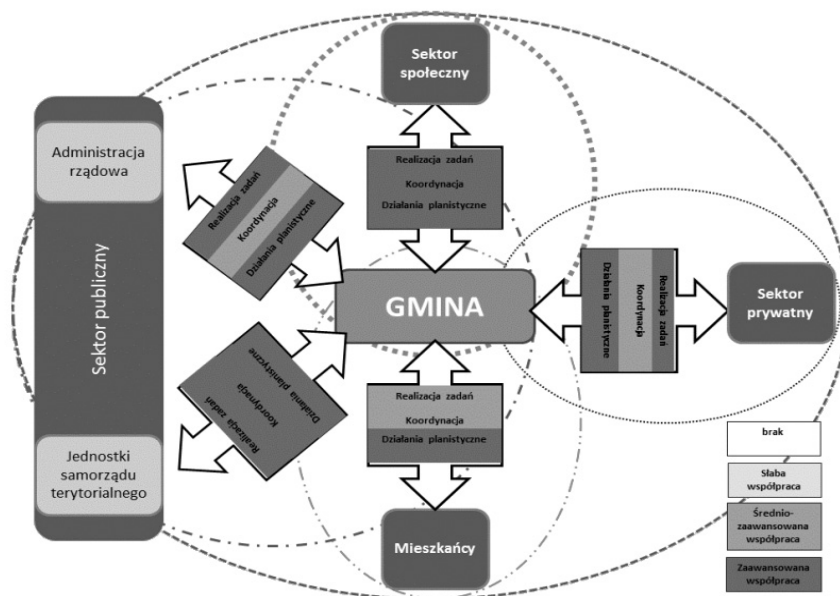 Sektor
społeczny
Administracja
rządowa
Sektor publiczny
Jednostki
samorządu
terytorialnego
Realizacja zadań
Koordynacja
Działania planistyczne
Realizacja zadań
Koordynacja
Działania planistyczne
GMINA
Działania planistyczne
Koordynacja
Realizacja zadań
Sektor
prywatny
Działania planistyczne
Koordynacja
Realizacja zadań
Realizacja zadań
Koordynacja
Działania planistyczne
Mieszkańcy
brak
Słaba
współpraca
Średnio-
zaawansowana
współpraca
Zaawansowana
współpraca